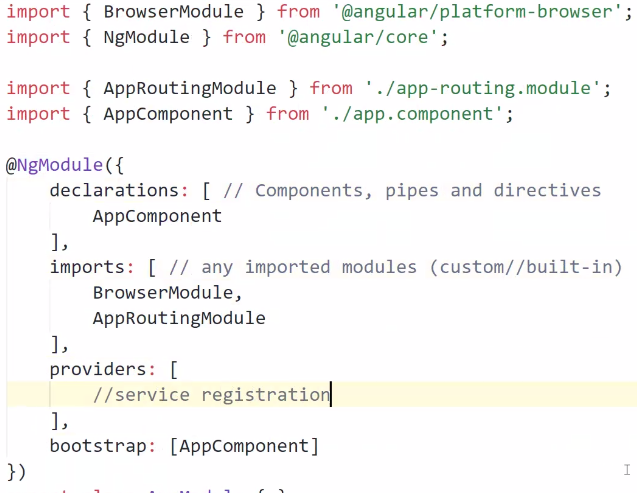 import { BrowserModule } from '@angular/platform-browser';
import { NgModule } from '@angular/core';
import { AppRoutingModule } from './app-routing.module';
import { AppComponent } from './app.component';
@NgModule({
declarations: [ // Components, pipes and directives
AppComponent
],
imports: [ // any imported modules (custom//built-in)
BrowserModule,
AppRoutingModule
],
providers: [
//service registration
],
bootstrap: [AppComponent]
})